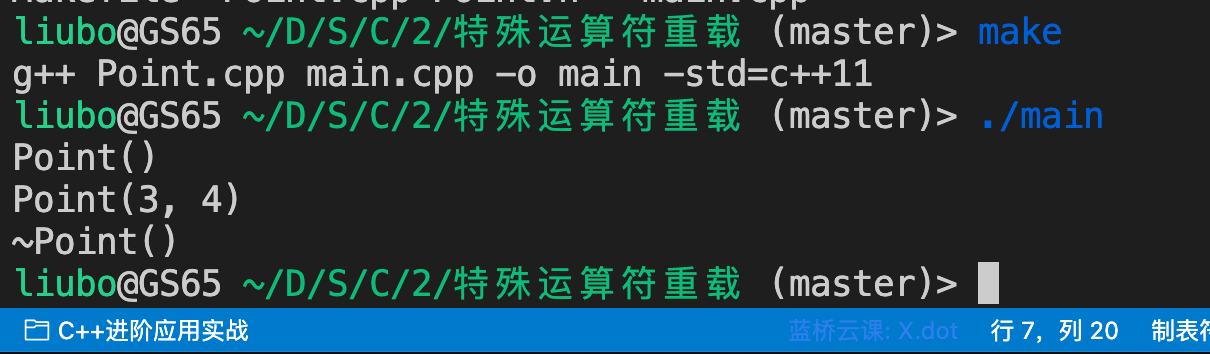 liubo@GS65 ~/D/S/C/2/特殊运算符重载 (master)> make
g++ Point.cpp main.cpp -o main -std=c++11
liubo@GS65 ~/D/S/C/2/特殊运算符重载 (master)> ./main
Point()
Point(3, 4)
~Point()
liubo@GS65 ~/D/S/C/2/特殊运算符重载 (master)>
C++进阶应用实战 蓝桥云课: X.dot 行 7, 列 20 制表符